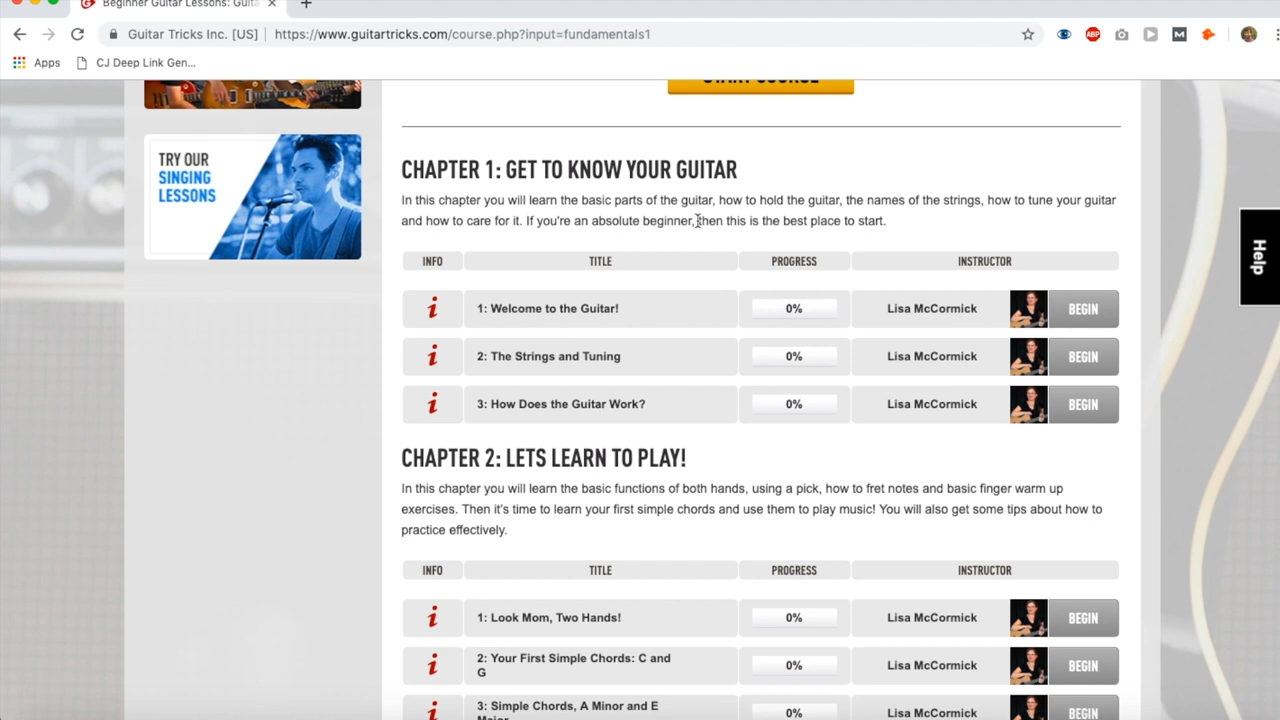 Beginner Guitar Lessons: Guita
Guitar Tricks Inc. [US] | https://www.guitartricks.com/course.php?input=fundamentals1
ABP
M
Apps
CJ Deep Link Gen...
START COURSE
TRY OUR
SINGING
LESSONS
CHAPTER 1: GET TO KNOW YOUR GUITAR
In this chapter you will learn the basic parts of the guitar, how to hold the guitar, the names of the strings, how to tune your guitar
and how to care for it. If you're an absolute beginner, then this is the best place to start.
INFO TITLE PROGRESS INSTRUCTOR
i 1: Welcome to the Guitar! 0% Lisa McCormick BEGIN
i 2: The Strings and Tuning 0% Lisa McCormick BEGIN
i 3: How Does the Guitar Work? 0% Lisa McCormick BEGIN
CHAPTER 2: LETS LEARN TO PLAY!
In this chapter you will learn the basic functions of both hands, using a pick, how to fret notes and basic finger warm up
exercises. Then it's time to learn your first simple chords and use them to play music! You will also get some tips about how to
practice effectively.
INFO TITLE PROGRESS INSTRUCTOR
i 1: Look Mom, Two Hands! 0% Lisa McCormick BEGIN
i 2: Your First Simple Chords: C and
G 0% Lisa McCormick BEGIN
i 3: Simple Chords, A Minor and E
Major 0% Lisa McCormick BEGIN
Help